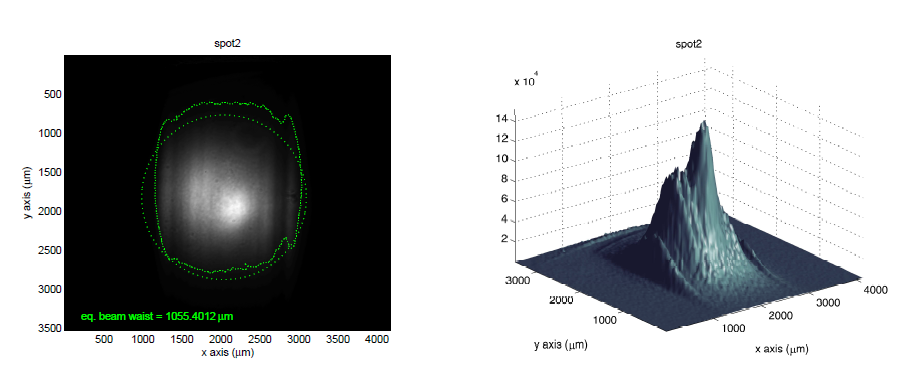 spot2
500
1000
1500
2000
2500
3000
3500
y axis (μm)
eq. beam waist = 1055.4012 μm
500 1000 1500 2000 2500 3000 3500 4000
x axis (μm)
spot2
x 10^4
14
12
10
8
6
4
2
3000
2000
1000
y axis (μm)
1000
2000
3000
4000
x axis (μm)